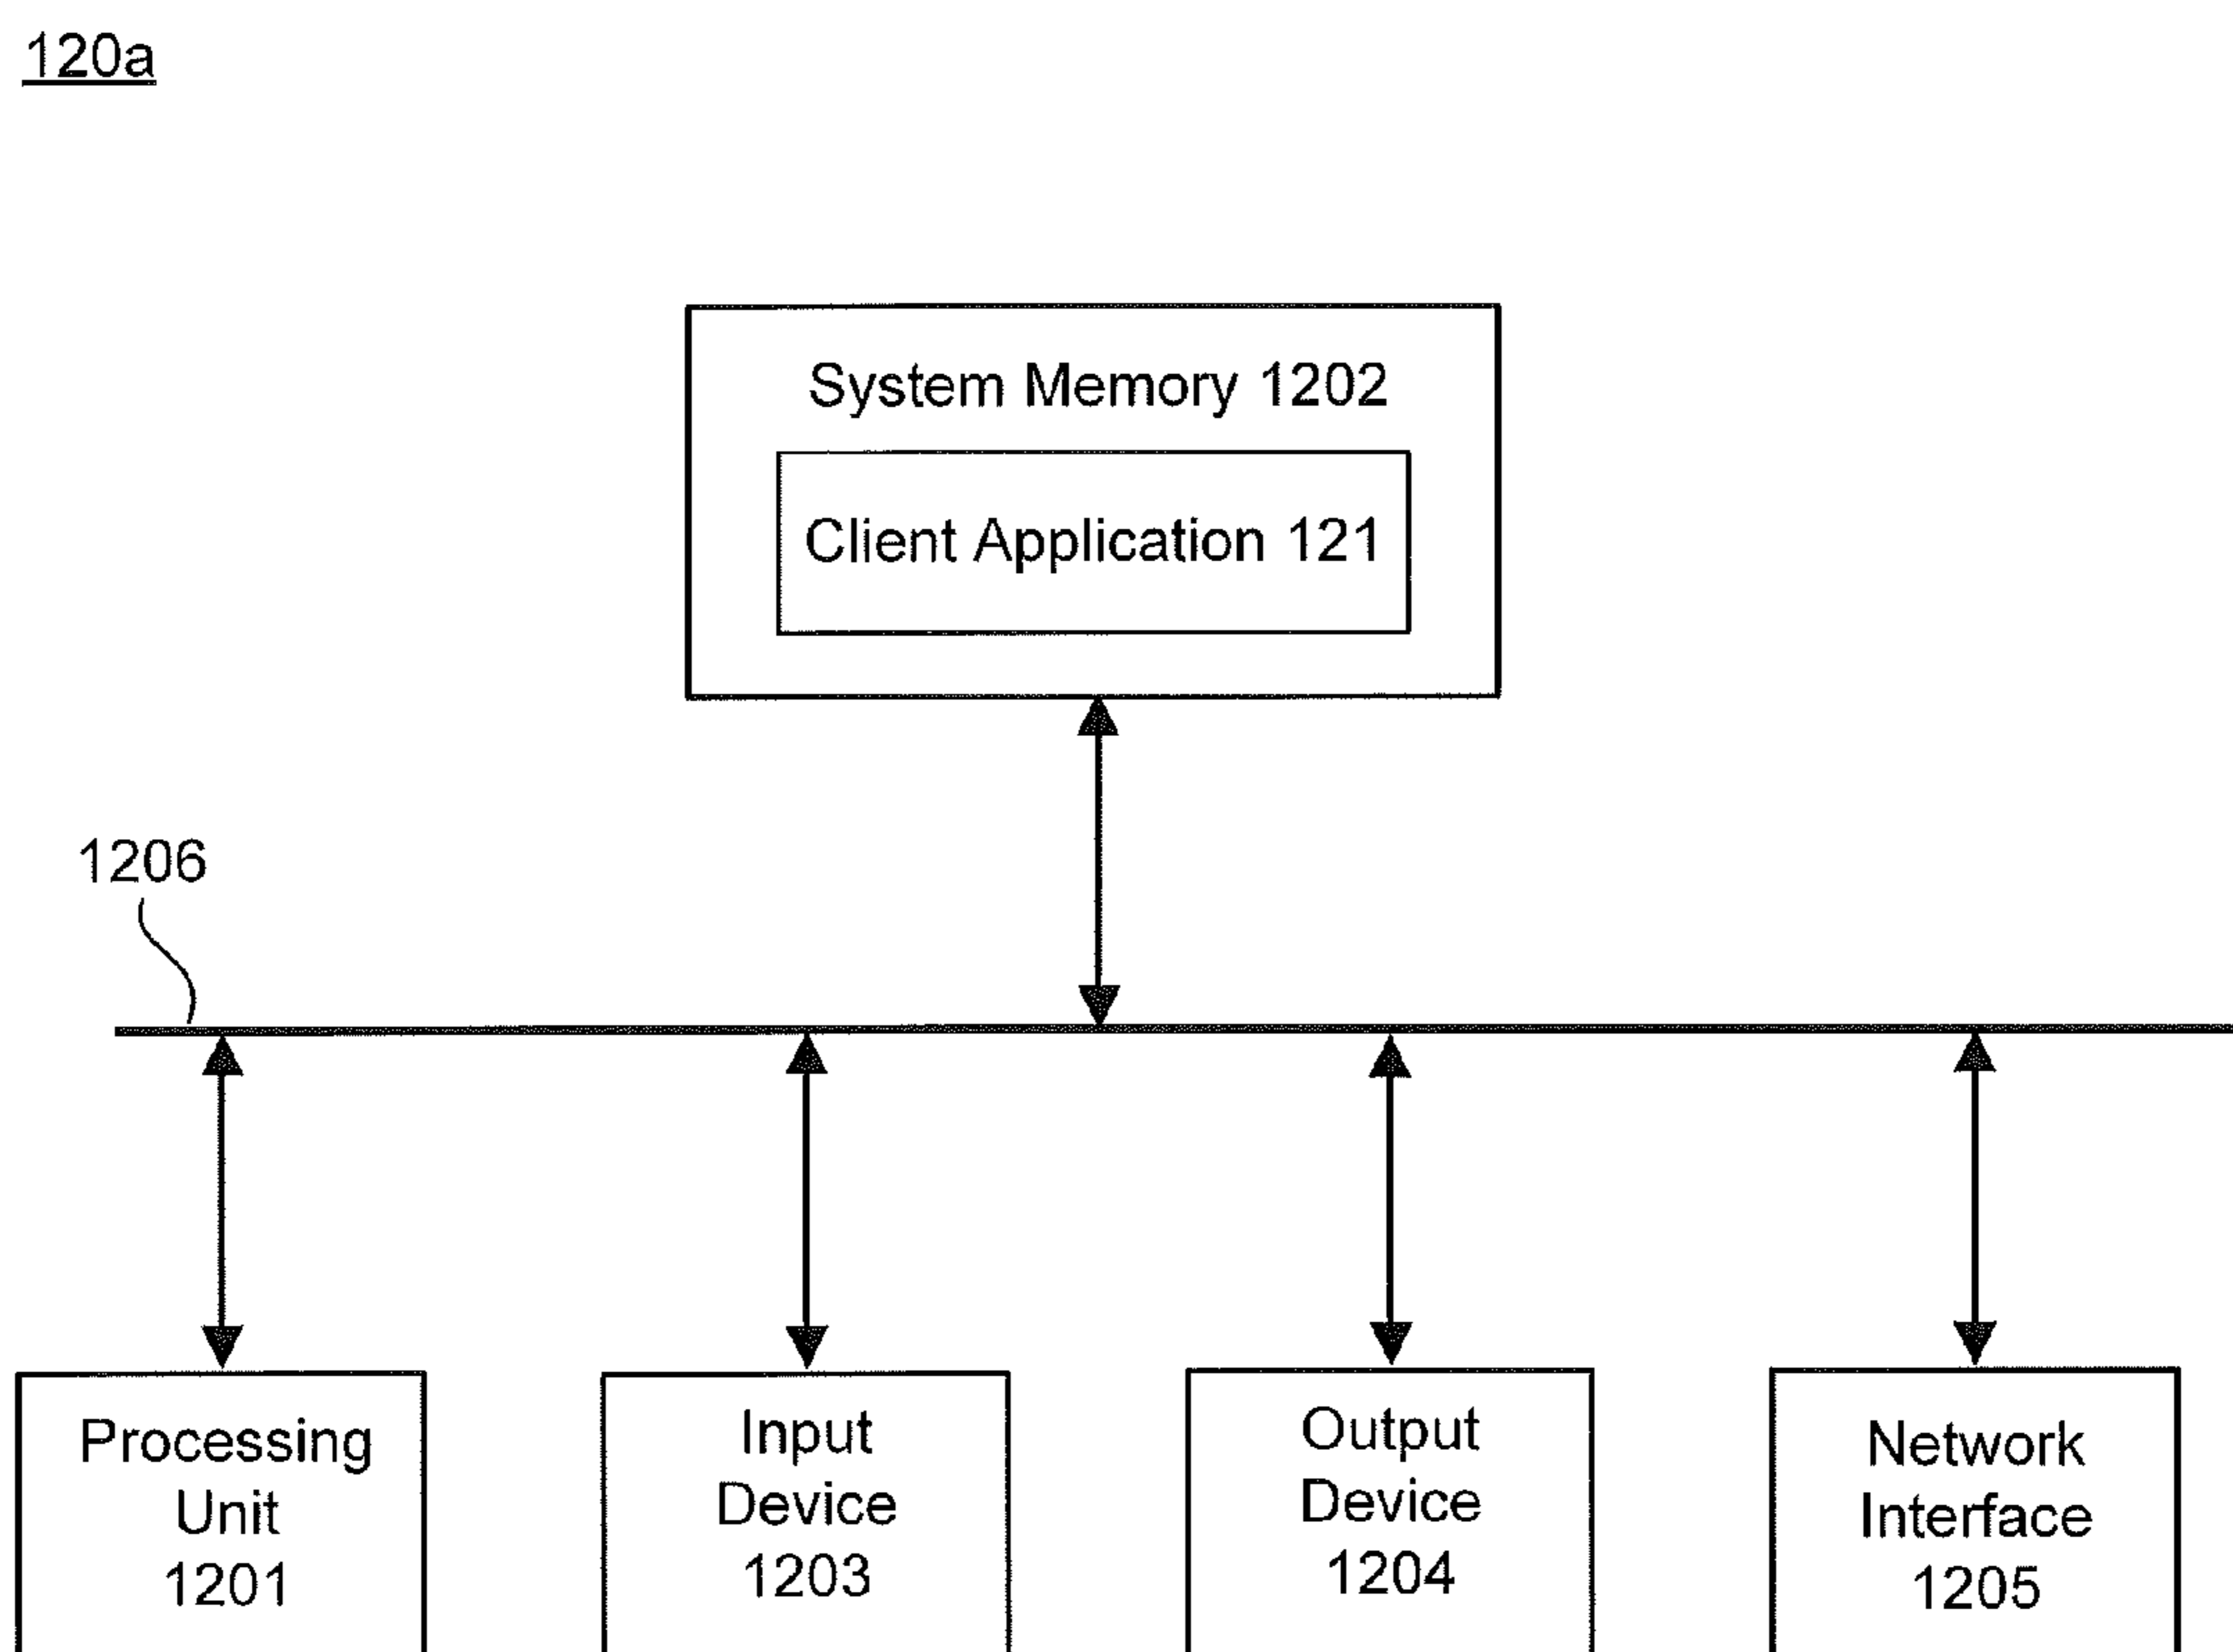 120a
System Memory 1202
Client Application 121
1206
Processing
Unit
1201
Input
Device
1203
Output
Device
1204
Network
Interface
1205